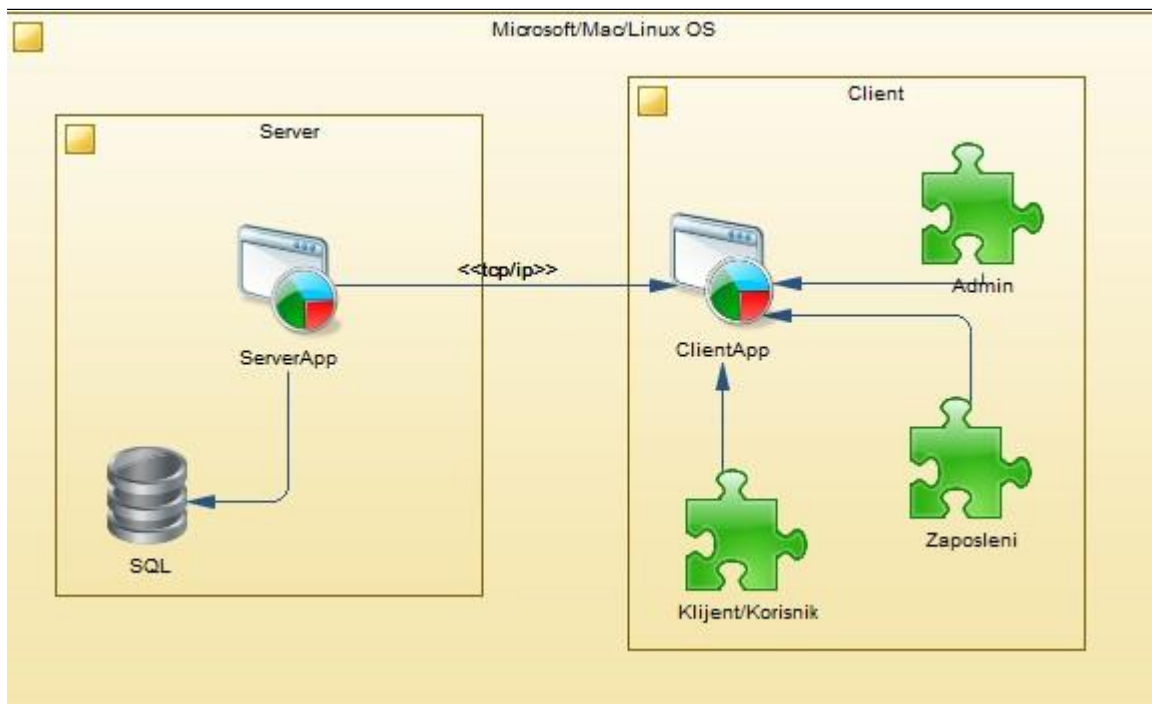 Microsoft/Mac/Linux OS
Server
Client
<<tcp/ip>>
Admin
ServerApp
ClientApp
SQL
Zaposleni
Klijent/Korisnik